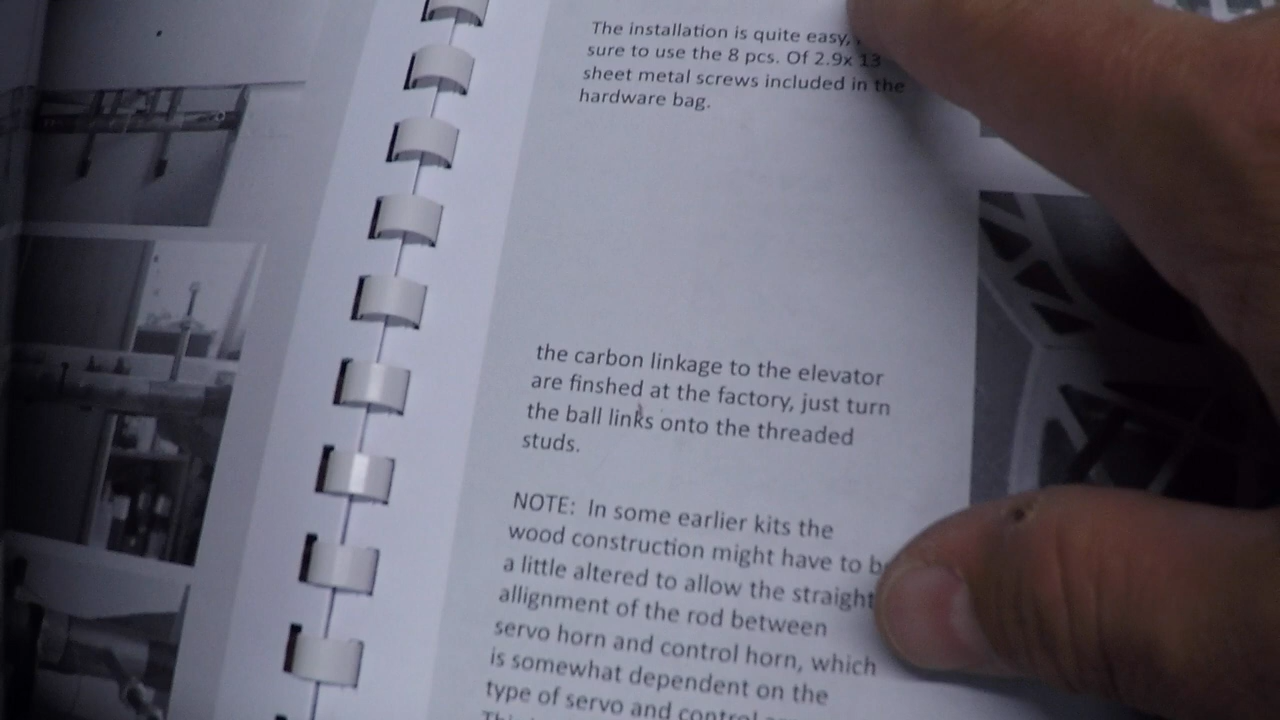 The installation is quite easy,
sure to use the 8 pcs. Of 2.9x 13
sheet metal screws included in the
hardware bag.
the carbon linkage to the elevator
are finshed at the factory, just turn
the ball links onto the threaded
studs.
NOTE: In some earlier kits the
wood construction might have to
a little altered to allow the straight
allignment of the rod between
servo horn and control horn, which
is somewhat dependent on the
type of servo and control